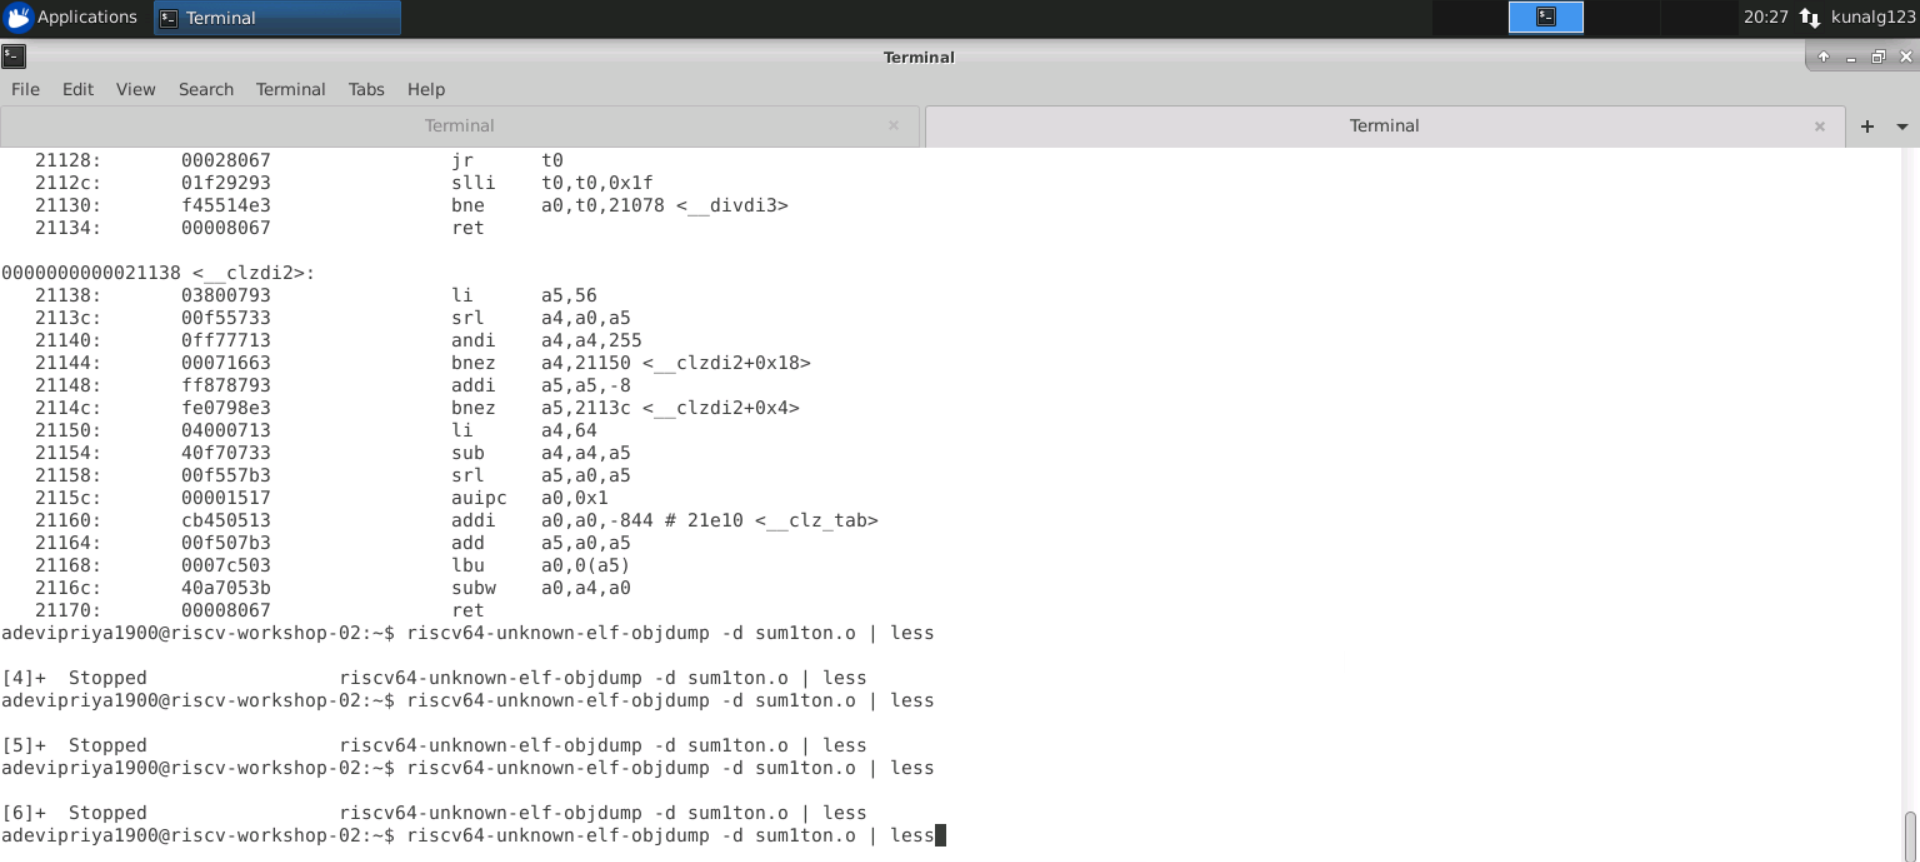 Applications Terminal 20:27 kunalg123
Terminal
File Edit View Search Terminal Tabs Help
Terminal Terminal
21128: 00028067 jr t0
2112c: 01f29293 slli t0,t0,0x1f
21130: f45514e3 bne a0,t0,21078 <__divdi3>
21134: 00008067 ret
0000000000021138 <__clzdi2>:
21138: 03800793 li a5,56
2113c: 00f55733 srl a4,a0,a5
21140: 0ff77713 andi a4,a4,255
21144: 00071663 bnez a4,21150 <__clzdi2+0x18>
21148: ff878793 addi a5,a5,-8
2114c: fe0798e3 bnez a5,2113c <__clzdi2+0x4>
21150: 04000713 li a4,64
21154: 40f70733 sub a4,a4,a5
21158: 00f557b3 srl a5,a0,a5
2115c: 00001517 auipc a0,0x1
21160: cb450513 addi a0,a0,-844 # 21e10 <__clz_tab>
21164: 00f507b3 add a5,a0,a5
21168: 0007c503 lbu a0,0(a5)
2116c: 40a7053b subw a0,a4,a0
21170: 00008067 ret
adevipriya1900@riscv-workshop-02:~$ riscv64-unknown-elf-objdump -d sum1ton.o | less
[4]+ Stopped riscv64-unknown-elf-objdump -d sum1ton.o | less
adevipriya1900@riscv-workshop-02:~$ riscv64-unknown-elf-objdump -d sum1ton.o | less
[5]+ Stopped riscv64-unknown-elf-objdump -d sum1ton.o | less
adevipriya1900@riscv-workshop-02:~$ riscv64-unknown-elf-objdump -d sum1ton.o | less
[6]+ Stopped riscv64-unknown-elf-objdump -d sum1ton.o | less
adevipriya1900@riscv-workshop-02:~$ riscv64-unknown-elf-objdump -d sum1ton.o | less